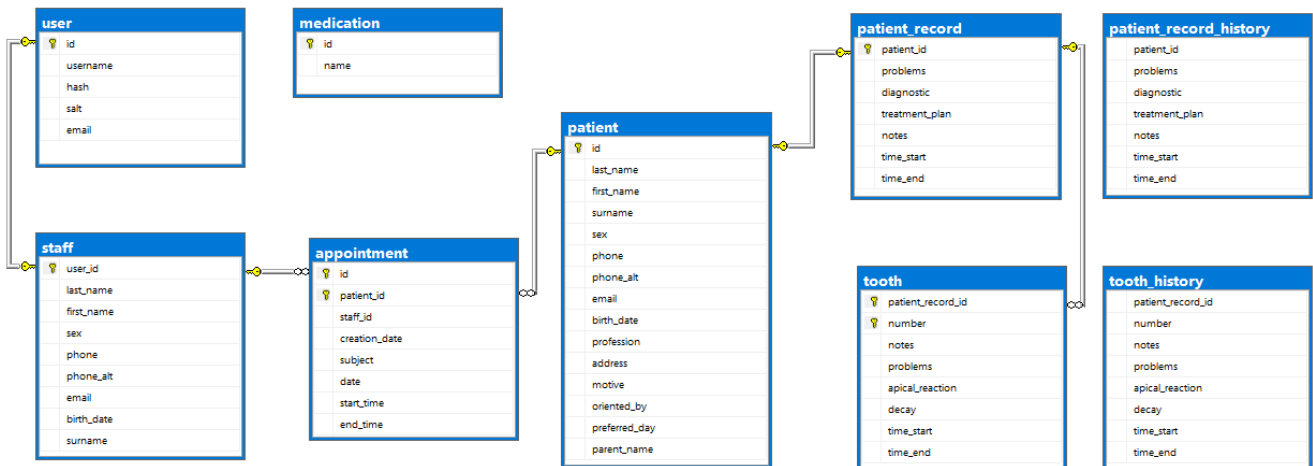 user
id
username
hash
salt
email
medication
id
name
patient_record
patient_id
problems
diagnostic
treatment_plan
notes
time_start
time_end
patient_record_history
patient_id
problems
diagnostic
treatment_plan
notes
time_start
time_end
patient
id
last_name
first_name
surname
sex
phone
phone_alt
email
birth_date
profession
address
motive
oriented_by
preferred_day
parent_name
staff
user_id
last_name
first_name
sex
phone
phone_alt
email
birth_date
surname
appointment
id
patient_id
staff_id
creation_date
subject
date
start_time
end_time
tooth
patient_record_id
number
notes
problems
apical_reaction
decay
time_start
time_end
tooth_history
patient_record_id
number
notes
problems
apical_reaction
decay
time_start
time_end